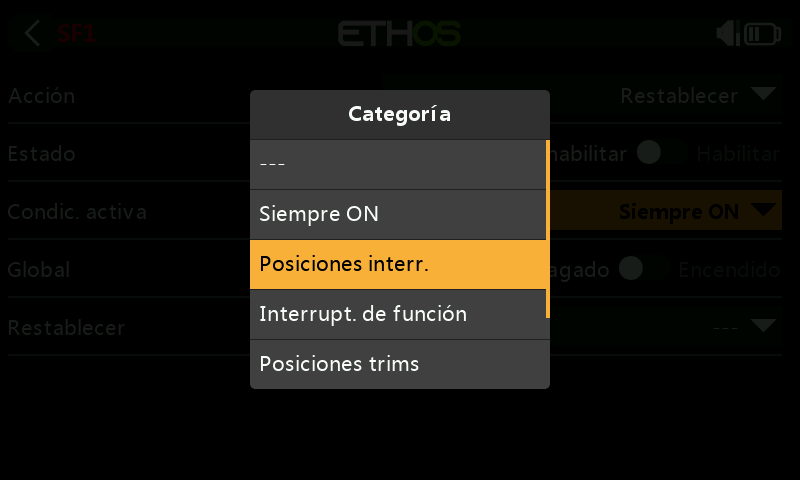 SF1
ETHOS
Acción
Restablecer
Categoría
---
Estado
habilitar
Habilitar
Siempre ON
Condic. activa
Siempre ON
Posiciones interr.
Global
agado
Encendido
Interrupt. de función
Restablecer
---
Posiciones trims